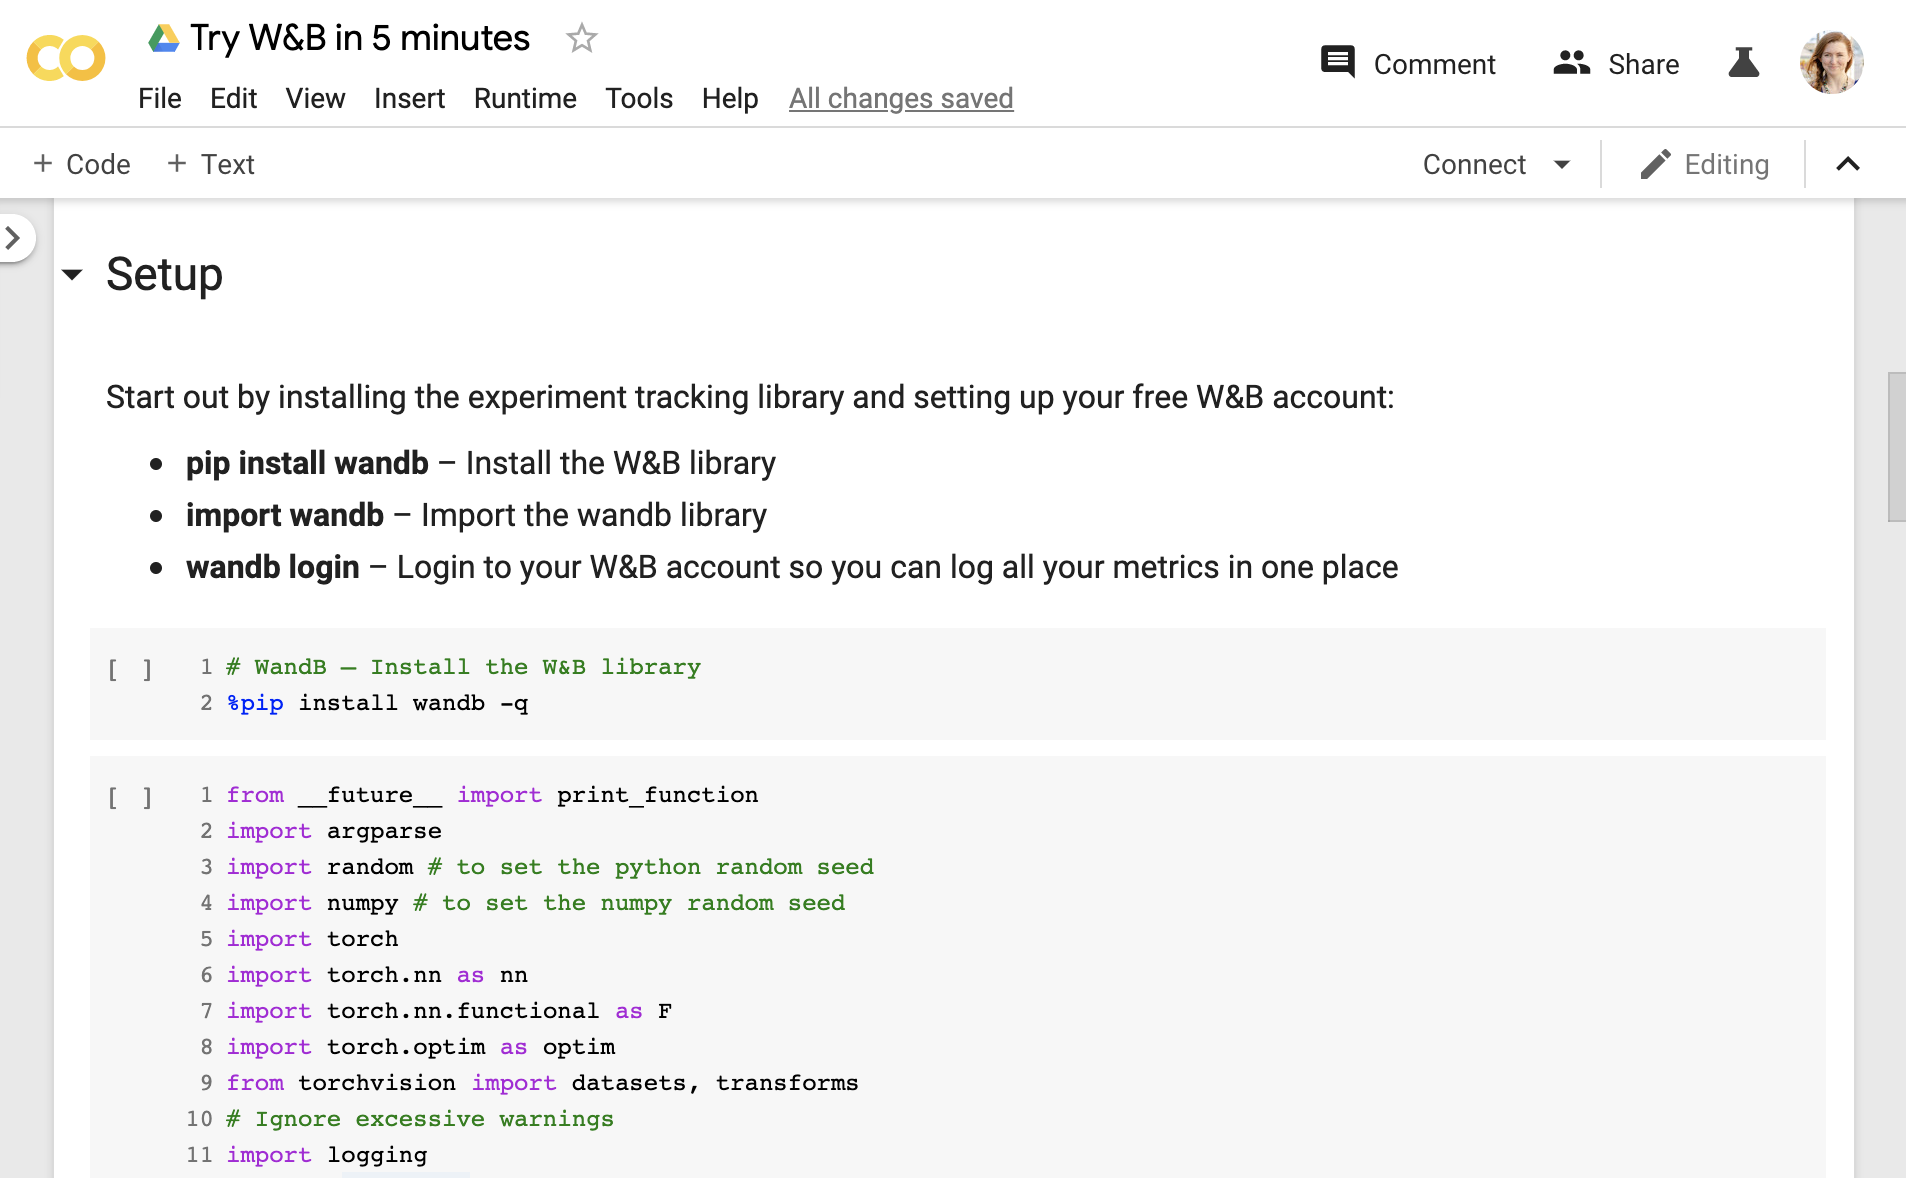 Try W&B in 5 minutes
File Edit View Insert Runtime Tools Help All changes saved
Comment Share
+ Code + Text
Connect Editing
Setup
Start out by installing the experiment tracking library and setting up your free W&B account:
• pip install wandb – Install the W&B library
• import wandb – Import the wandb library
• wandb login – Login to your W&B account so you can log all your metrics in one place
[ ] 1 # WandB – Install the W&B library
2 %pip install wandb -q
[ ] 1 from __future__ import print_function
2 import argparse
3 import random # to set the python random seed
4 import numpy # to set the numpy random seed
5 import torch
6 import torch.nn as nn
7 import torch.nn.functional as F
8 import torch.optim as optim
9 from torchvision import datasets, transforms
10 # Ignore excessive warnings
11 import logging